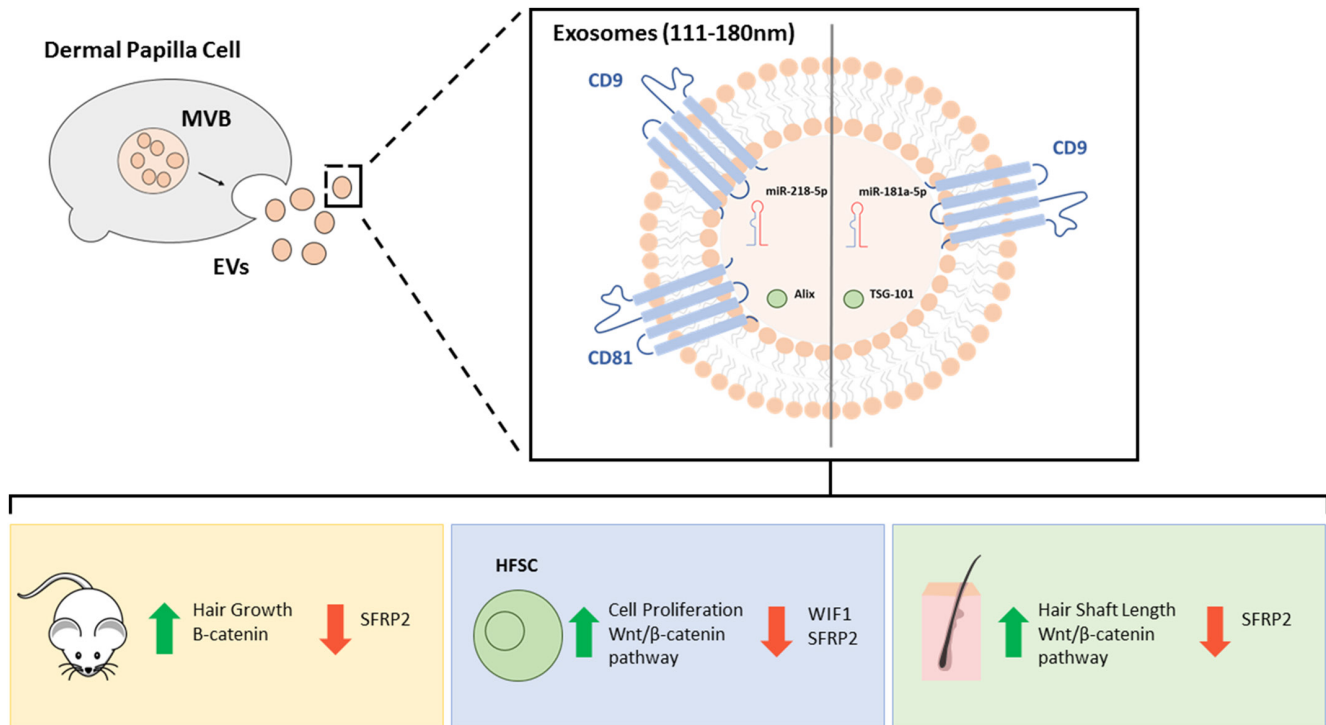 Dermal Papilla Cell
MVB
EVs
Exosomes (111-180nm)
CD9
CD9
miR-218-5p
miR-181a-5p
Alix
TSG-101
CD81
Hair Growth
B-catenin
SFRP2
HFSC
Cell Proliferation
Wnt/β-catenin
pathway
WIF1
SFRP2
Hair Shaft Length
Wnt/β-catenin
pathway
SFRP2